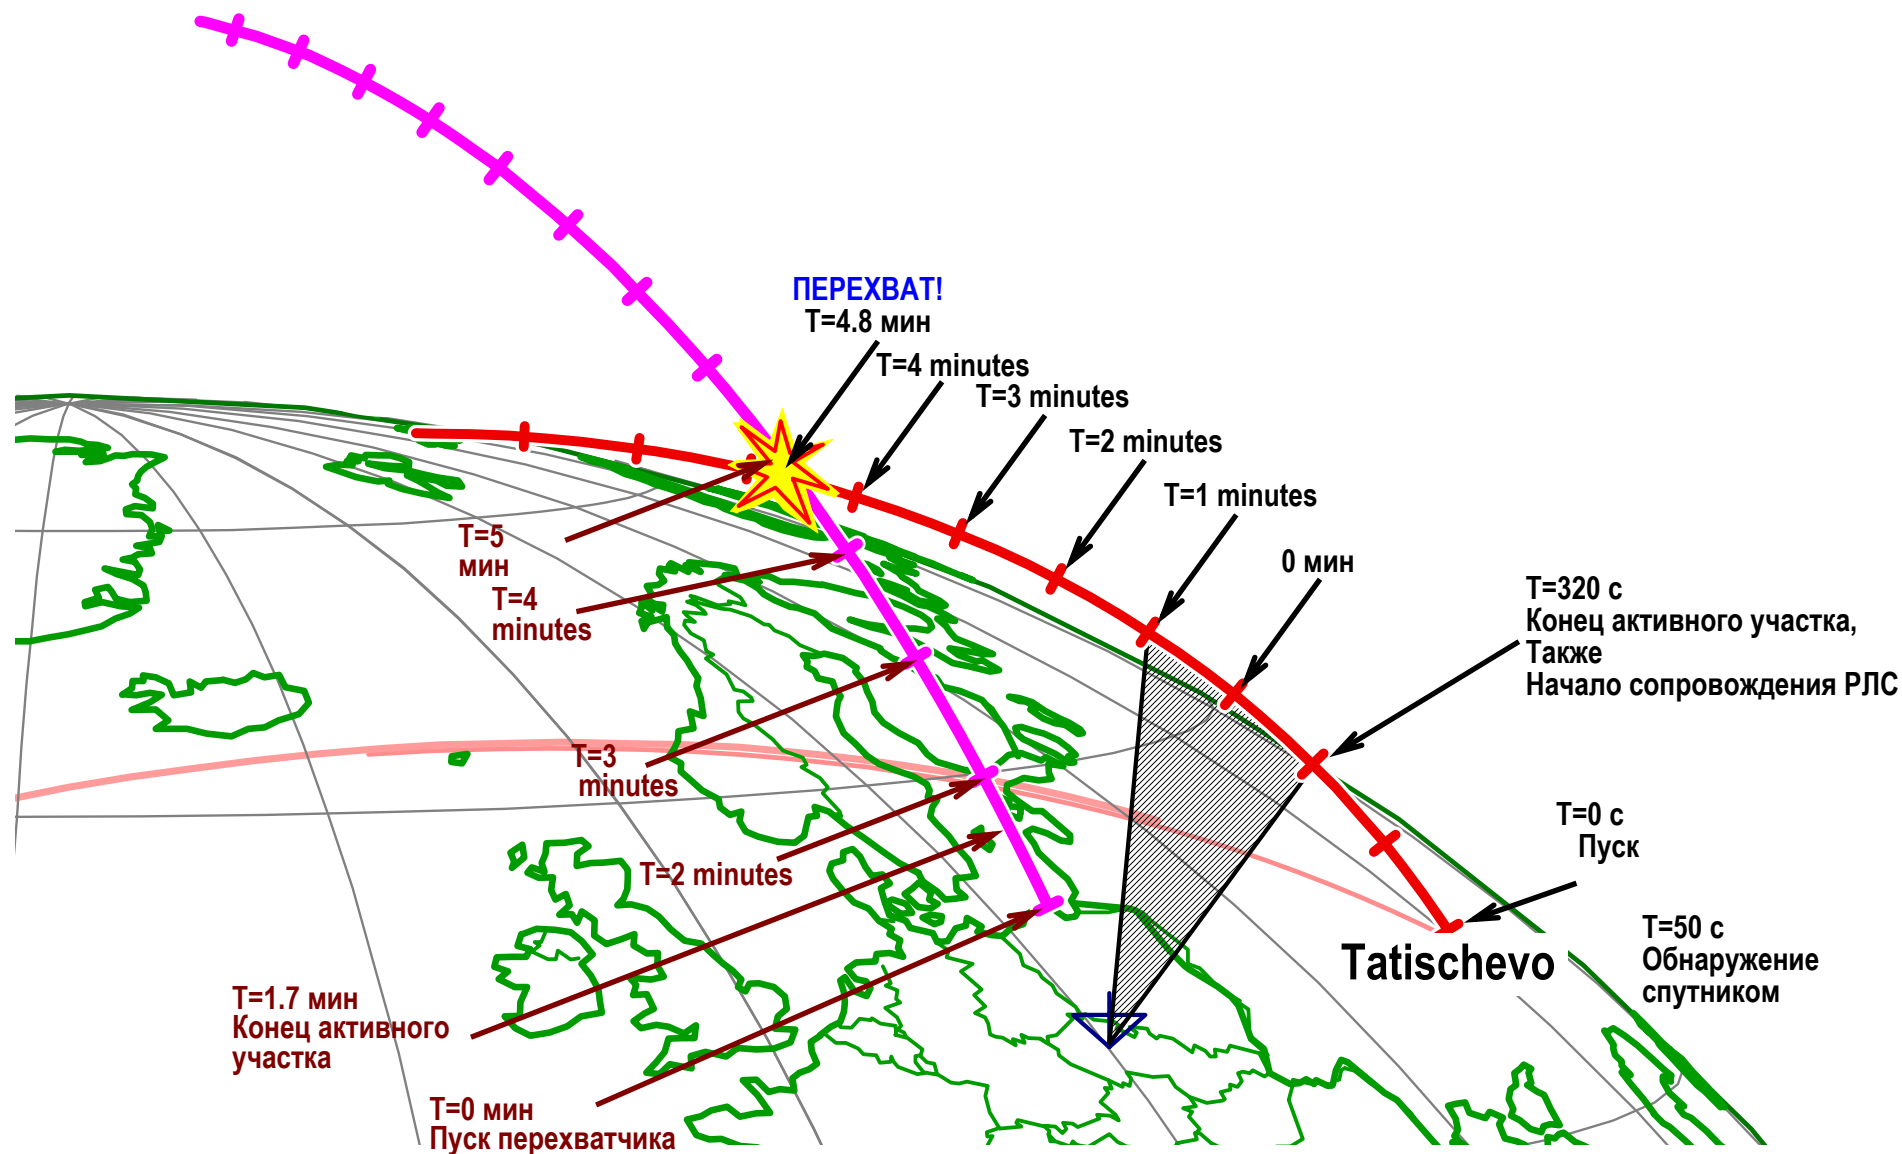 ПЕРЕХВАТ!
T=4.8 мин
T=4 minutes
T=3 minutes
T=2 minutes
T=1 minutes
0 мин
T=320 с
Конец активного участка,
Также
Начало сопровождения РЛС
T=0 с
Пуск
T=50 с
Обнаружение
спутником
Tatischevo
T=5
мин
T=4
minutes
T=3
minutes
T=2 minutes
T=1.7 мин
Конец активного
участка
T=0 мин
Пуск перехватчика